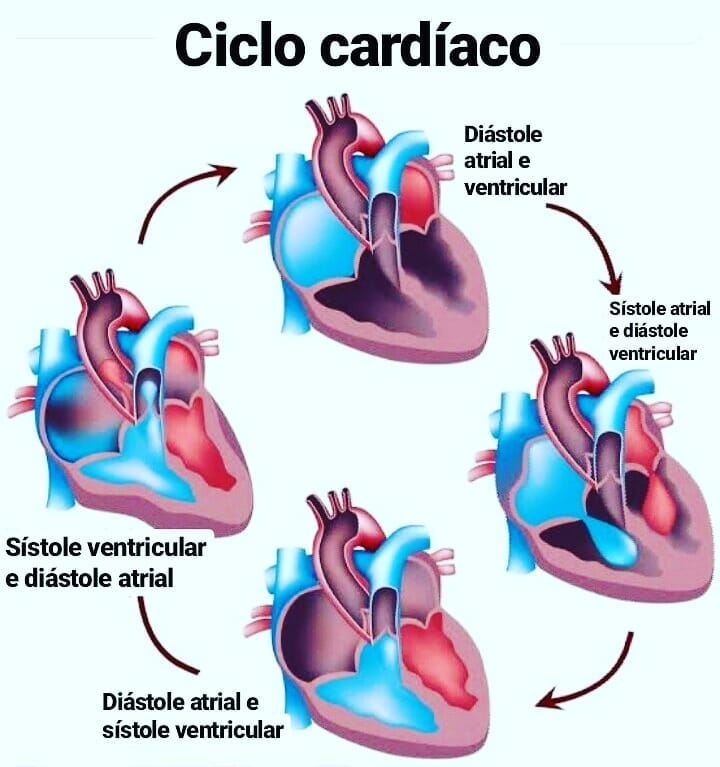 Ciclo cardíaco
Diástole
atrial e
ventricular
Sístole atrial
e diástole
ventricular
Sístole ventricular
e diástole atrial
Diástole atrial e
sístole ventricular